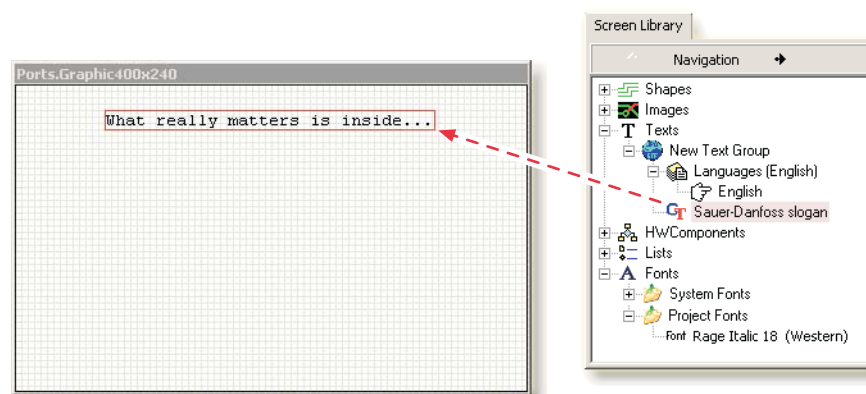 Screen Library
Navigation
Ports.Graphic400x240
What really matters is inside...
Shapes
Images
T Texts
New Text Group
Languages (English)
English
GT Sauer-Danfoss slogan
HWComponents
Lists
A Fonts
System Fonts
Project Fonts
Font Rage Italic 18 (Western)